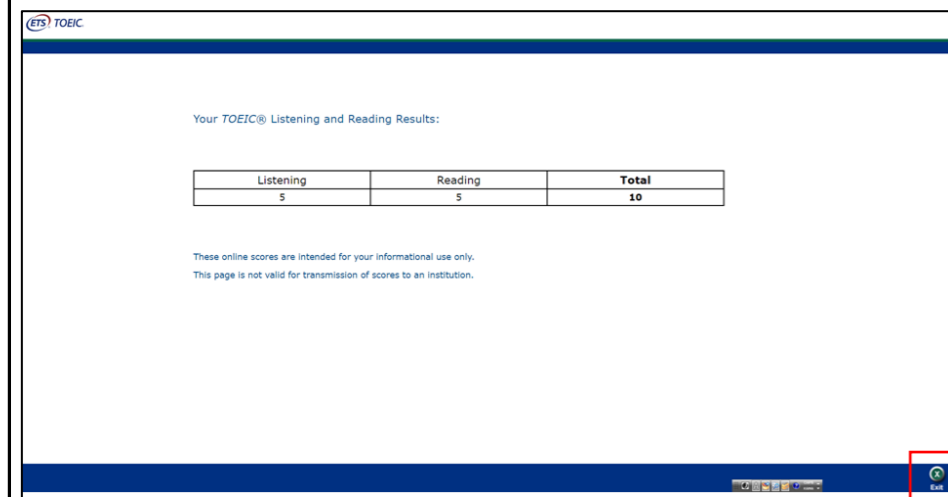 ETS TOEIC
Your TOEIC® Listening and Reading Results:
Listening Reading Total
5 5 10
These online scores are intended for your informational use only.
This page is not valid for transmission of scores to an institution.
Exit